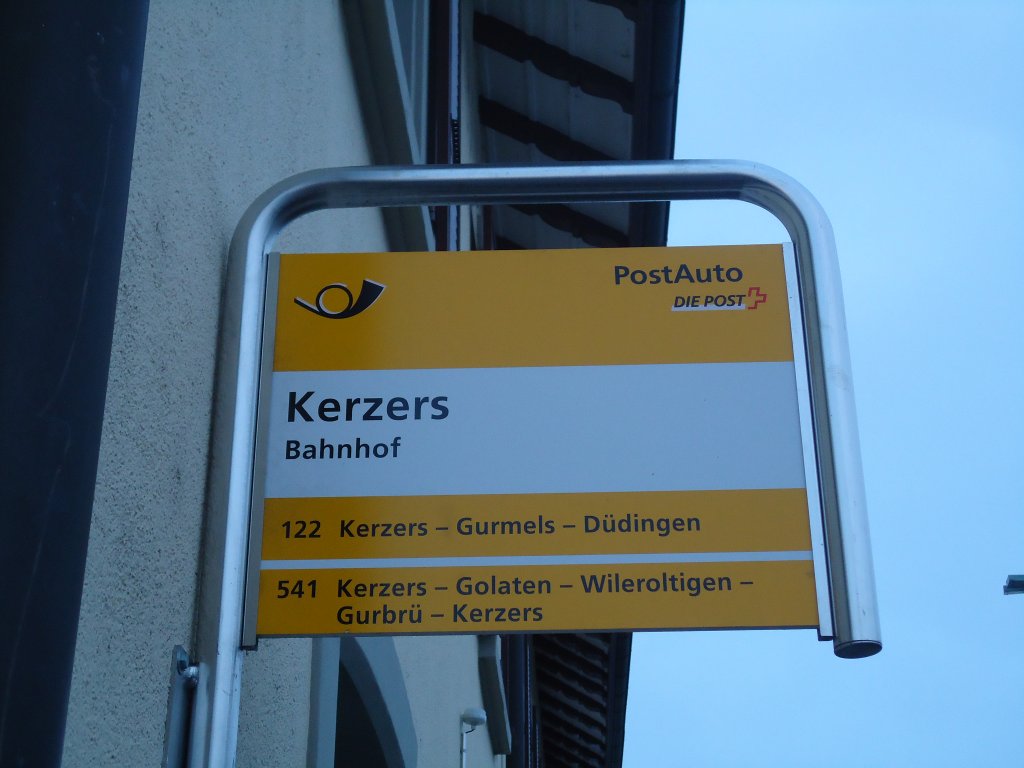 PostAuto
DIE POST
Kerzers
Bahnhof
122 Kerzers – Gurmels – Düdingen
541 Kerzers – Golaten – Wileroltigen –
Gurbrü – Kerzers